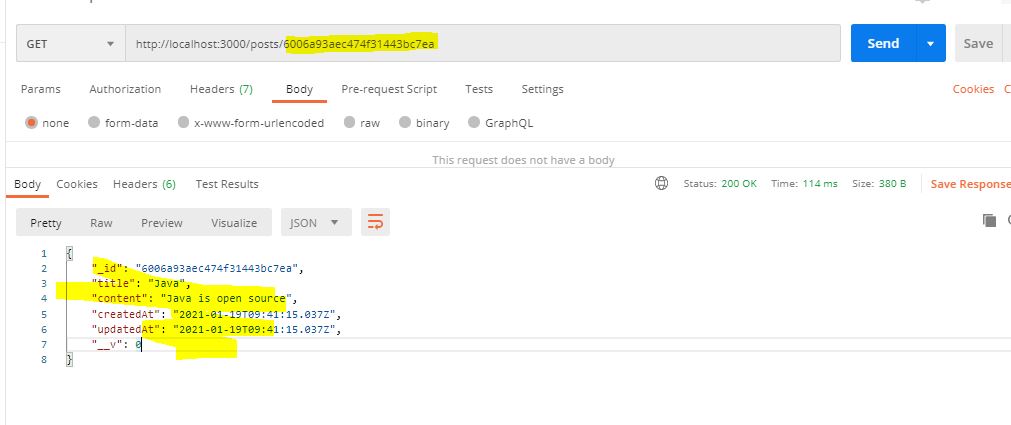 GET http://localhost:3000/posts/6006a93aec474f31443bc7ea Send Save
Params Authorization Headers (7) Body Pre-request Script Tests Settings Cookies C
none form-data x-www-form-urlencoded raw binary GraphQL
This request does not have a body
Body Cookies Headers (6) Test Results Status: 200 OK Time: 114 ms Size: 380 B Save Response
Pretty Raw Preview Visualize JSON
1 {
2 "_id": "6006a93aec474f31443bc7ea",
3 "title": "Java",
4 "content": "Java is open source",
5 "createdAt": "2021-01-19T09:41:15.037Z",
6 "updatedAt": "2021-01-19T09:41:15.037Z",
7 "__v": 0
8 }